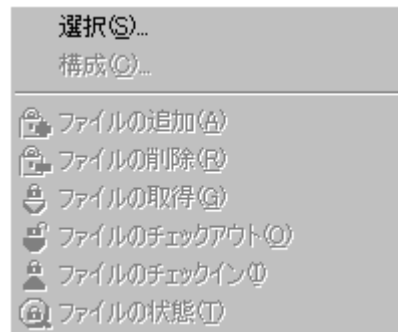 選択(S)...
構成(C)...
ファイルの追加(A)
ファイルの削除(R)
ファイルの取得(G)
ファイルのチェックアウト(O)
ファイルのチェックイン(I)
ファイルの状態(T)